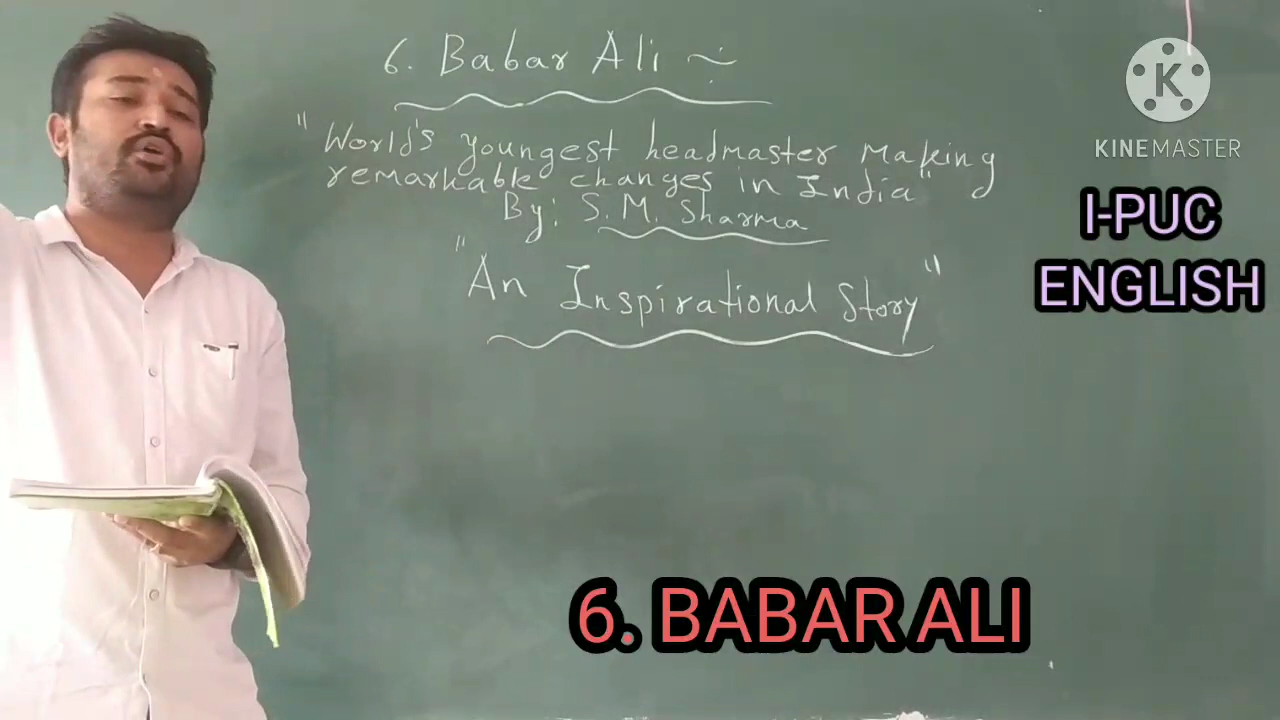 6. Babar Ali ~
"World's youngest headmaster making
remarkable changes in India"
By: S. M. Sharma
"An Inspirational Story"
K
KINEMASTER
I-PUC
ENGLISH
6. BABAR ALI